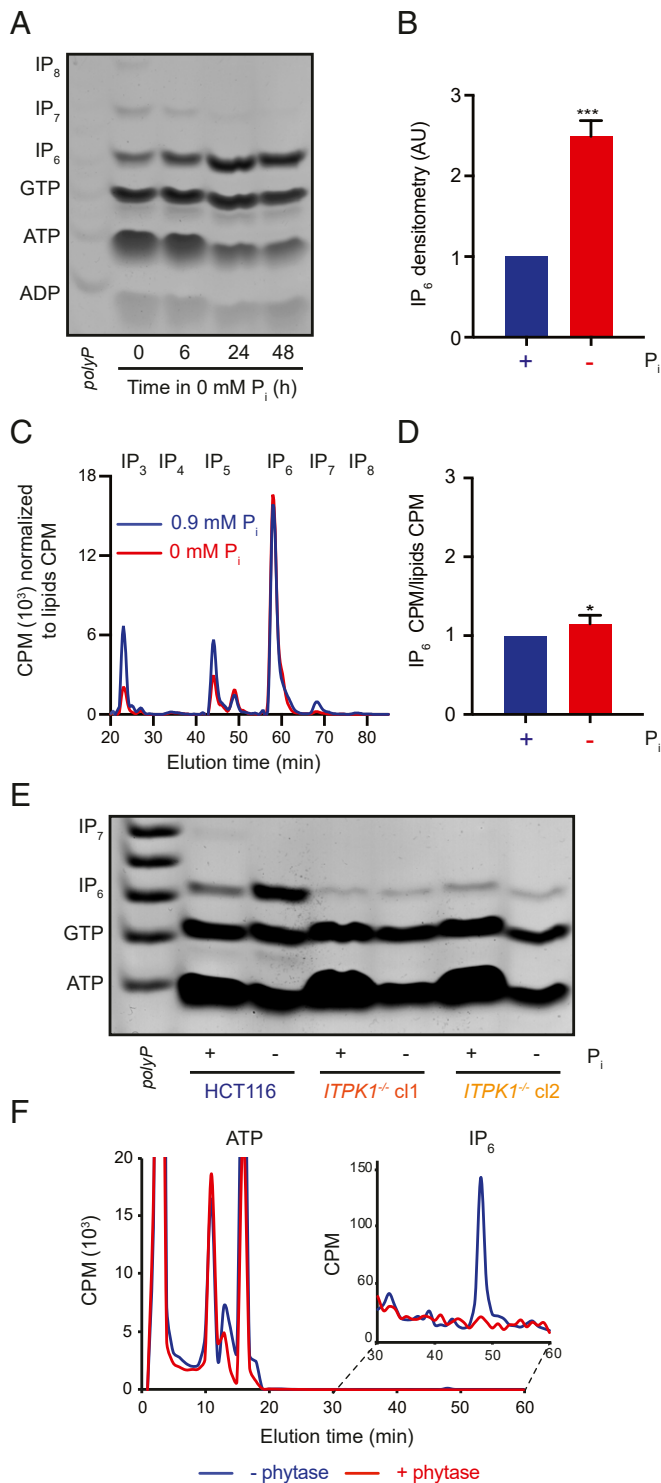 A
IP8
IP7
IP6
GTP
ATP
ADP
polyP
0 6 24 48
Time in 0 mM Pi (h)
B
IP6 densitometry (AU)
3
2
1
0
***
+ - Pi
C
IP3 IP4 IP5 IP6 IP7 IP8
CPM (10³) normalized
to lipids CPM
18
12
6
0
0.9 mM Pi
0 mM Pi
20 30 40 50 60 70 80
Elution time (min)
D
IP6 CPM/lipids CPM
3
2
1
0
*
+ - Pi
E
IP7
IP6
GTP
ATP
polyP
+ - + - + - Pi
HCT116 ITPK1-/- cl1 ITPK1-/- cl2
F
ATP
IP6
CPM (10³)
20
15
10
5
0
0 10 20 30 40 50 60
Elution time (min)
CPM
150
100
50
0
30 40 50 60
- phytase + phytase